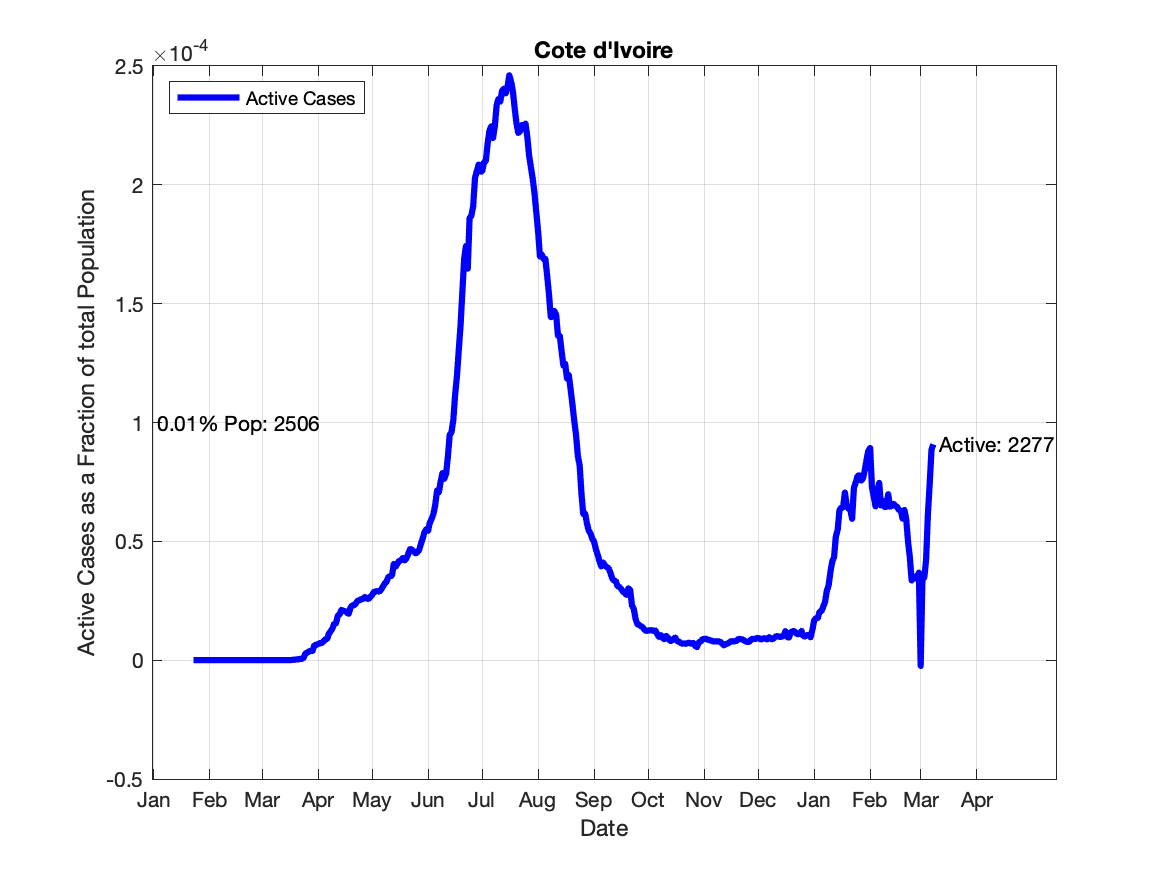 Cote d'Ivoire
×10-4
Active Cases
2.5
2
1.5
1
0.5
0
-0.5
0.01% Pop: 2506
Active: 2277
Active Cases as a Fraction of total Population
Jan Feb Mar Apr May Jun Jul Aug Sep Oct Nov Dec Jan Feb Mar Apr
Date